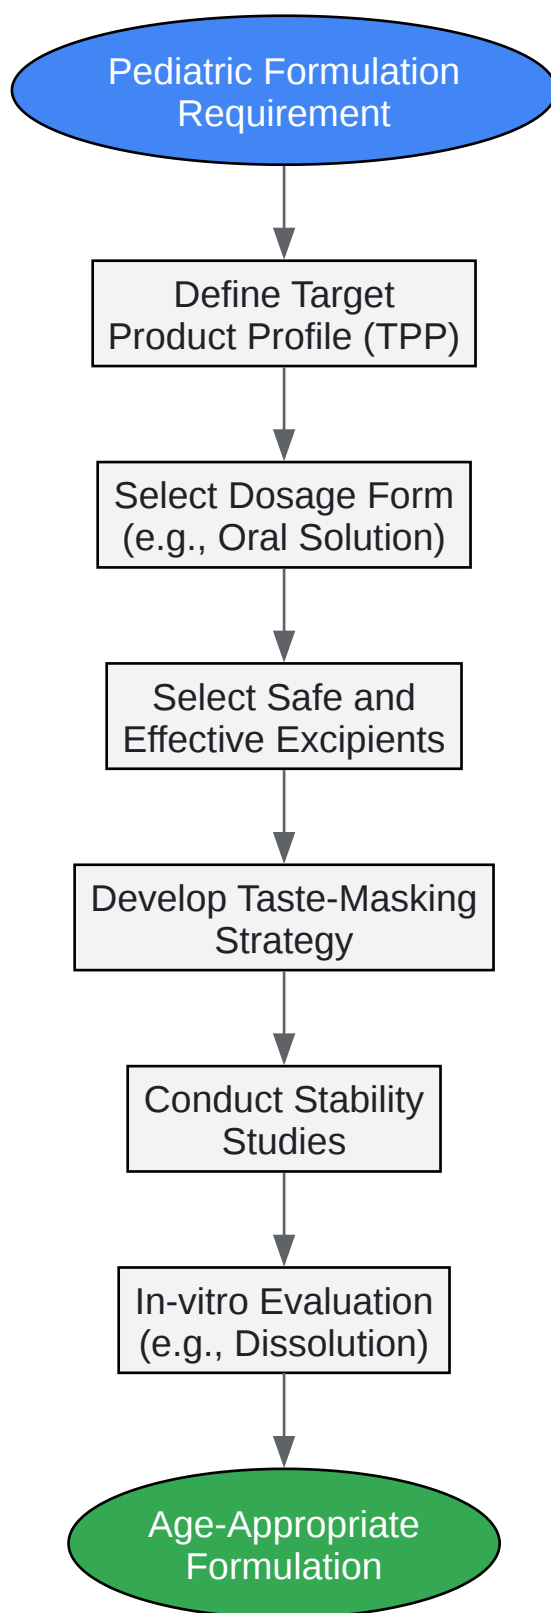 Pediatric Formulation
Requirement
Define Target
Product Profile (TPP)
Select Dosage Form
(e.g., Oral Solution)
Select Safe and
Effective Excipients
Develop Taste-Masking
Strategy
Conduct Stability
Studies
In-vitro Evaluation
(e.g., Dissolution)
Age-Appropriate
Formulation